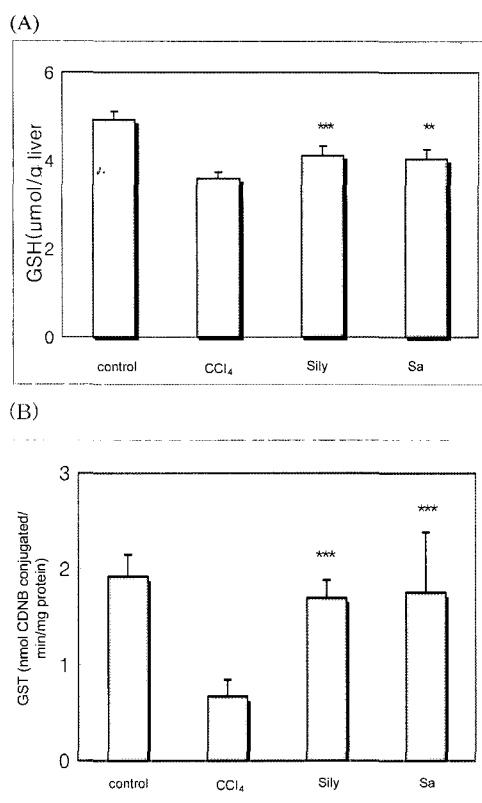 (A)
6
4
2
0
GSH(umol/g liver)
***
**
control CCl₄ Sily Sa
(B)
3
2
1
0
GST (nmol CDNB conjugated/
min/mg protein)
***
***
control CCl₄ Sily Sa